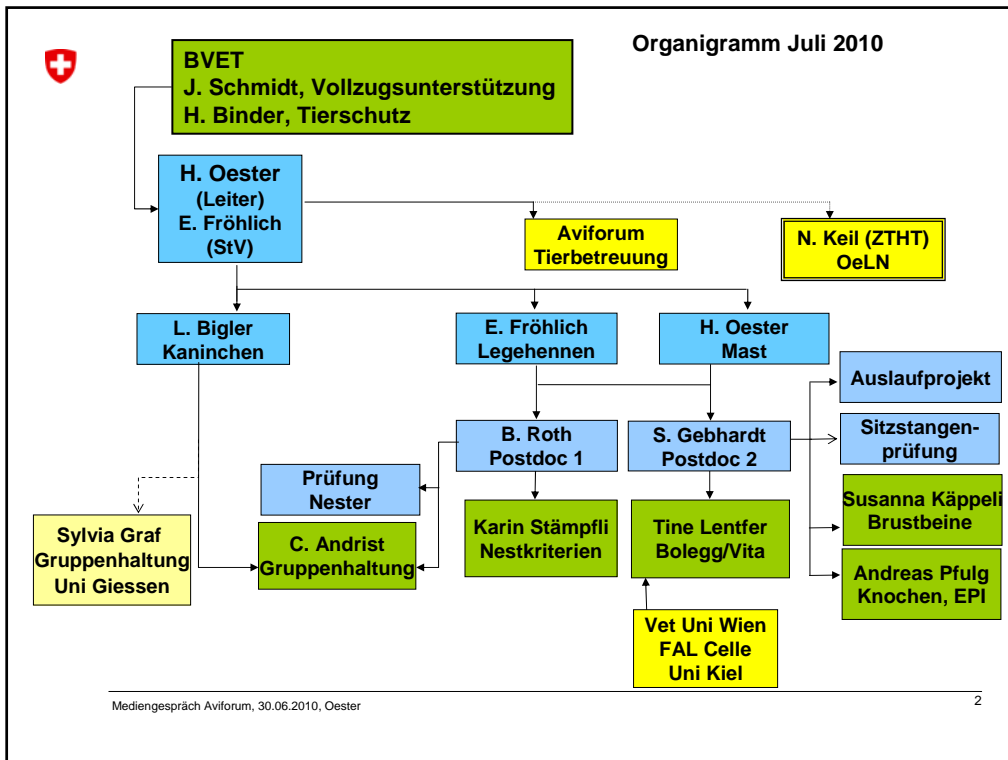 Organigramm Juli 2010
BVET
J. Schmidt, Vollzugsunterstützung
H. Binder, Tierschutz
H. Oester
(Leiter)
E. Fröhlich
(StV)
Aviforum
Tierbetreuung
N. Keil (ZTHT)
OeLN
L. Bigler
Kaninchen
E. Fröhlich
Legehennen
H. Oester
Mast
Auslaufprojekt
B. Roth
Postdoc 1
S. Gebhardt
Postdoc 2
Sitzstangen-
prüfung
Prüfung
Nester
Karin Stämpfli
Nestkriterien
Tine Lentfer
Bolegg/Vita
Susanna Käppeli
Brustbeine
Sylvia Graf
Gruppenhaltung
Uni Giessen
C. Andrist
Gruppenhaltung
Andreas Pfulg
Knochen, EPI
Vet Uni Wien
FAL Celle
Uni Kiel
Mediengespräch Aviforum, 30.06.2010, Oester
2